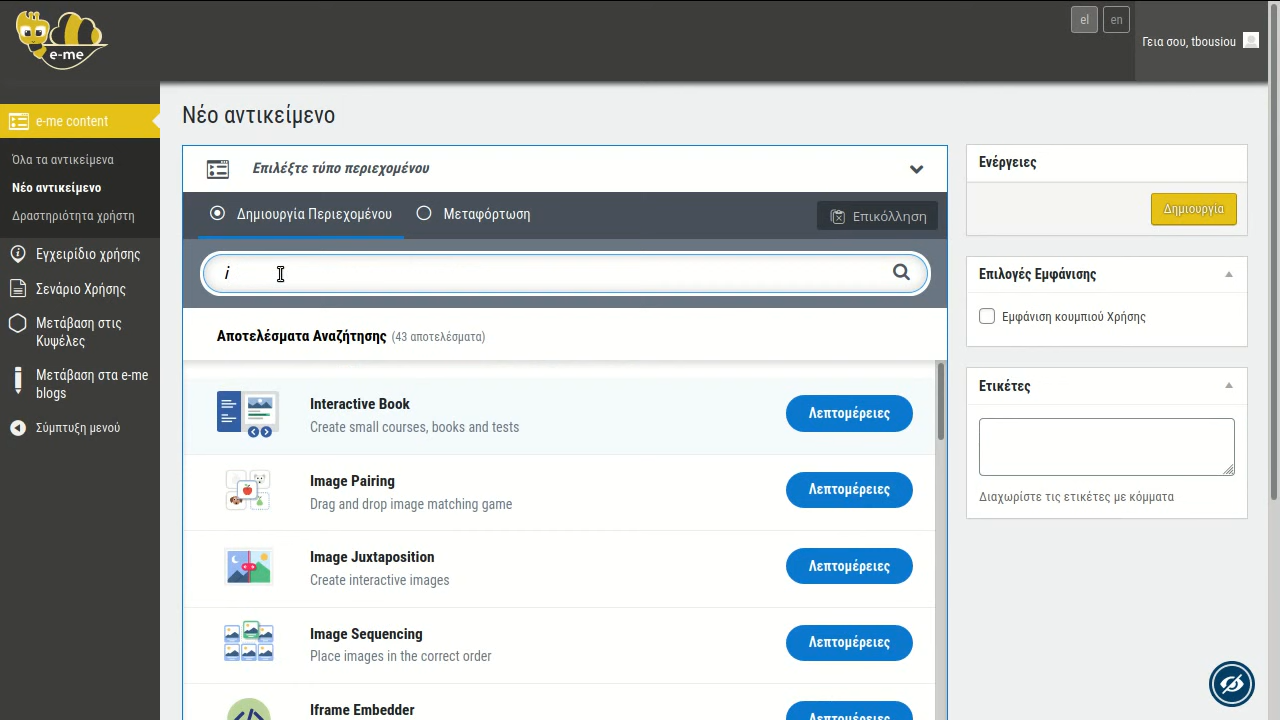 e-me
el
en
Γεια σου, tbousiou
e-me content
Όλα τα αντικείμενα
Νέο αντικείμενο
Δραστηριότητα χρήστη
Εγχειρίδιο χρήσης
Σενάριο Χρήσης
Μετάβαση στις
Κυψέλες
Μετάβαση στα e-me
blogs
Σύμπτυξη μενού
Νέο αντικείμενο
Επιλέξτε τύπο περιεχομένου
Δημιουργία Περιεχομένου
Μεταφόρτωση
Επικόλληση
i
Αποτελέσματα Αναζήτησης (43 αποτελέσματα)
Interactive Book
Create small courses, books and tests
Λεπτομέρειες
Image Pairing
Drag and drop image matching game
Λεπτομέρειες
Image Juxtaposition
Create interactive images
Λεπτομέρειες
Image Sequencing
Place images in the correct order
Λεπτομέρειες
Iframe Embedder
Λεπτομέρειες
Ενέργειες
Δημιουργία
Επιλογές Εμφάνισης
Εμφάνιση κουμπιού Χρήσης
Ετικέτες
Διαχωρίστε τις ετικέτες με κόμματα